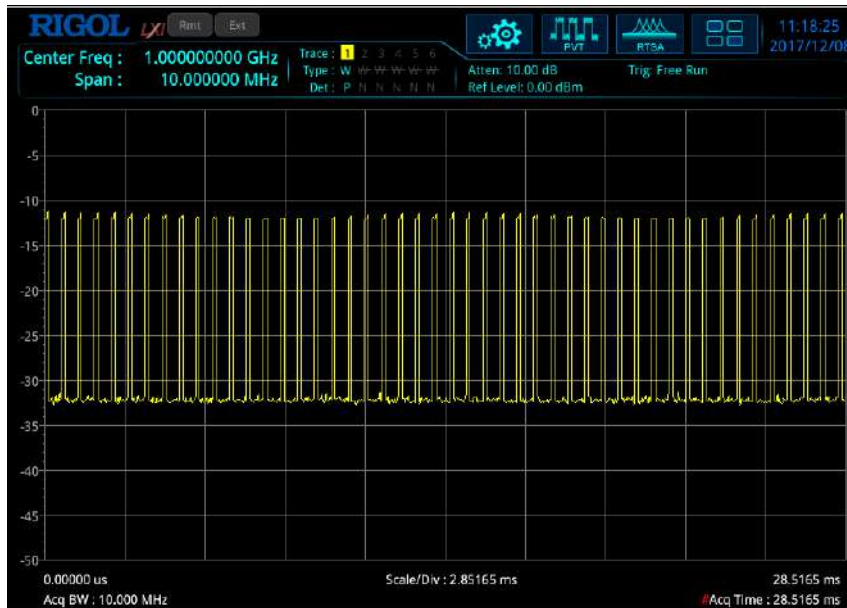 RIGOL LXI Rmt Ext
11:18:25
2017/12/08
PVT
RTSA
Center Freq : 1.000000000 GHz
Span : 10.000000 MHz
Trace : 1 2 3 4 5 6
Type : W W W W W W
Det : P N N N N N
Atten: 10.00 dB
Ref Level: 0.00 dBm
Trig: Free Run
0
-5
-10
-15
-20
-25
-30
-35
-40
-45
-50
0.00000 us
Scale/Div : 2.85165 ms
28.5165 ms
Acq BW : 10.000 MHz
#Acq Time : 28.5165 ms